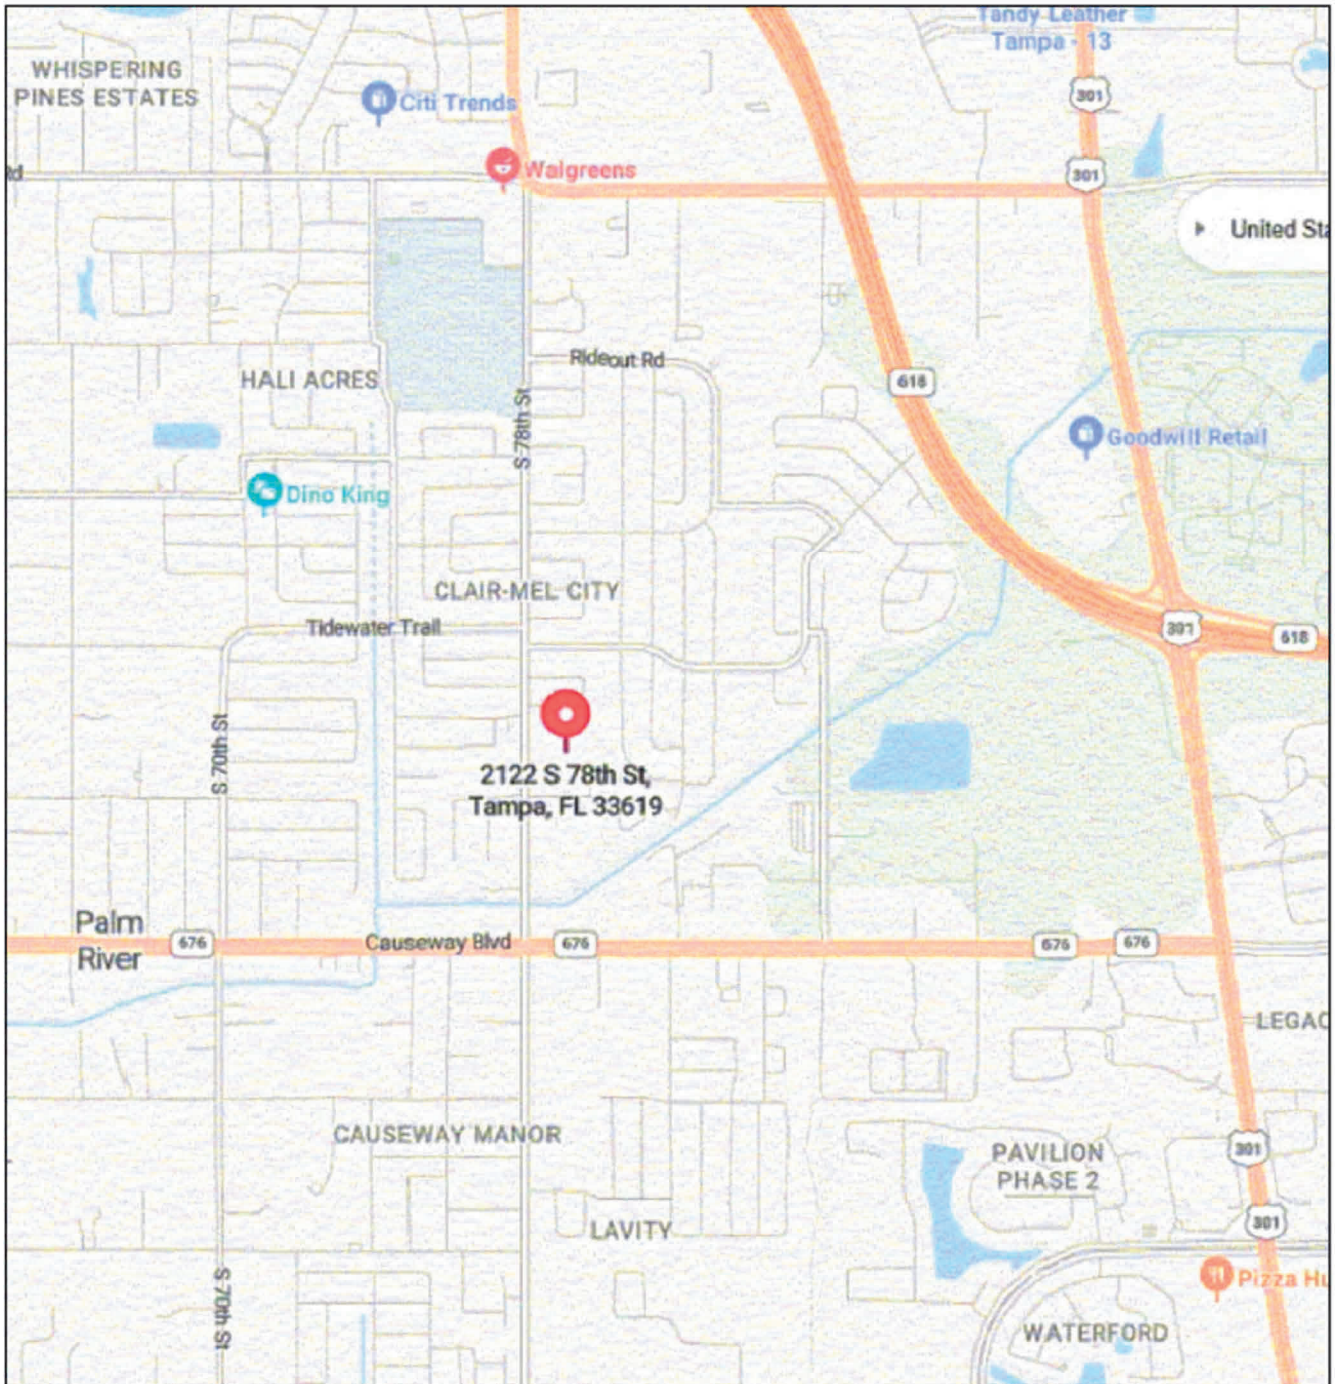 Tandy Leather
Tampa - 13
WHISPERING
PINES ESTATES
Citi Trends
301
Walgreens
Rd
301
United Sta
Rideout Rd
HALI ACRES
618
S 78th St
Goodwill Retail
Dino King
CLAIR-MEL CITY
Tidewater Trail
301
618
S 70th St
2122 S 78th St,
Tampa, FL 33619
Palm
River
676
Causeway Blvd
676
676
676
LEGAC
CAUSEWAY MANOR
301
PAVILION
PHASE 2
LAVITY
301
S 70th St
Pizza Hu
WATERFORD